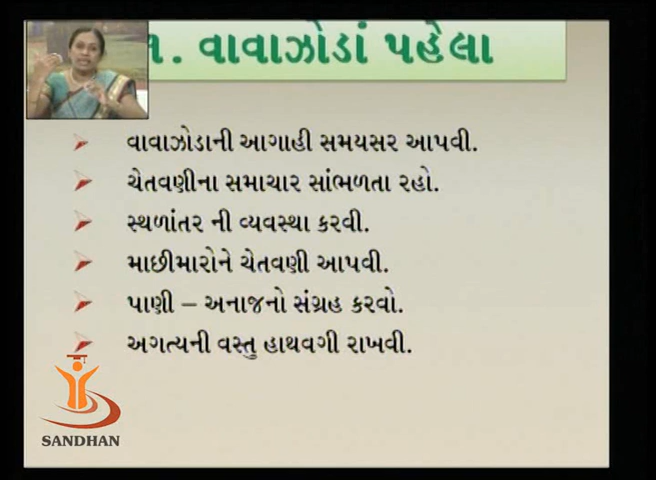 ૧. વાવાઝોડાં પહેલા
વાવાઝોડાની આગાહી સમયસર આપવી.
ચેતવણીના સમાચાર સાંભળતા રહો.
સ્થળાંતર ની વ્યવસ્થા કરવી.
માછીમારોને ચેતવણી આપવી.
પાણી – અનાજનો સંગ્રહ કરવો.
અગત્યની વસ્તુ હાથવગી રાખવી.
SANDHAN